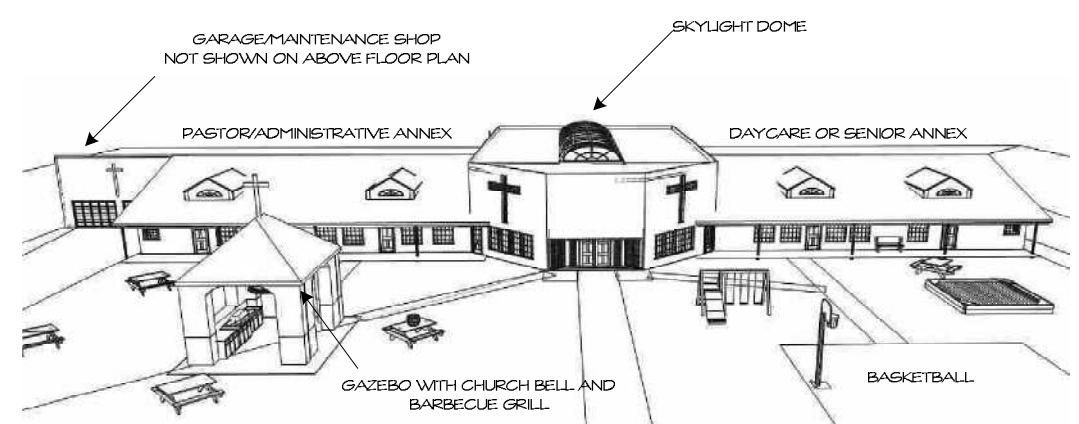 SKYLIGHT DOME
GARAGE/MAINTENANCE SHOP
NOT SHOWN ON ABOVE FLOOR PLAN
PASTOR/ADMINISTRATIVE ANNEX
DAYCARE OR SENIOR ANNEX
GAZEBO WITH CHURCH BELL AND
BARBECUE GRILL
BASKETBALL